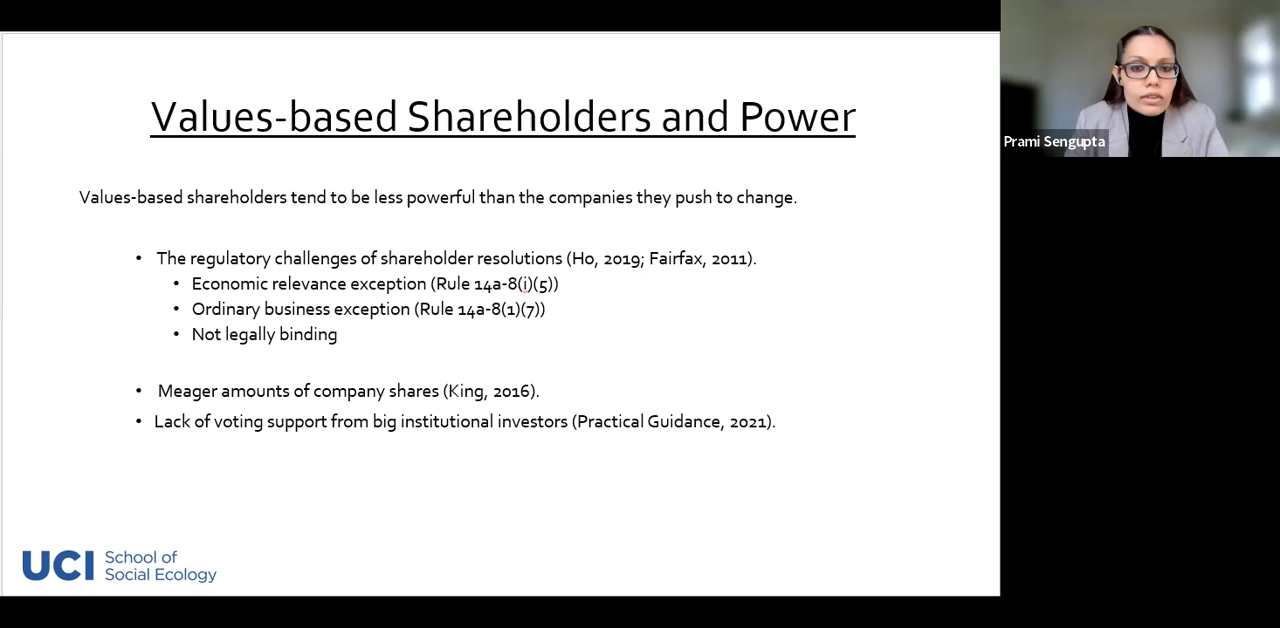 Values-based Shareholders and Power
Prami Sengupta
Values-based shareholders tend to be less powerful than the companies they push to change.
• The regulatory challenges of shareholder resolutions (Ho, 2019; Fairfax, 2011).
• Economic relevance exception (Rule 14a-8(i)(5))
• Ordinary business exception (Rule 14a-8(1)(7))
• Not legally binding
• Meager amounts of company shares (King, 2016).
• Lack of voting support from big institutional investors (Practical Guidance, 2021).
UCI School of
Social Ecology